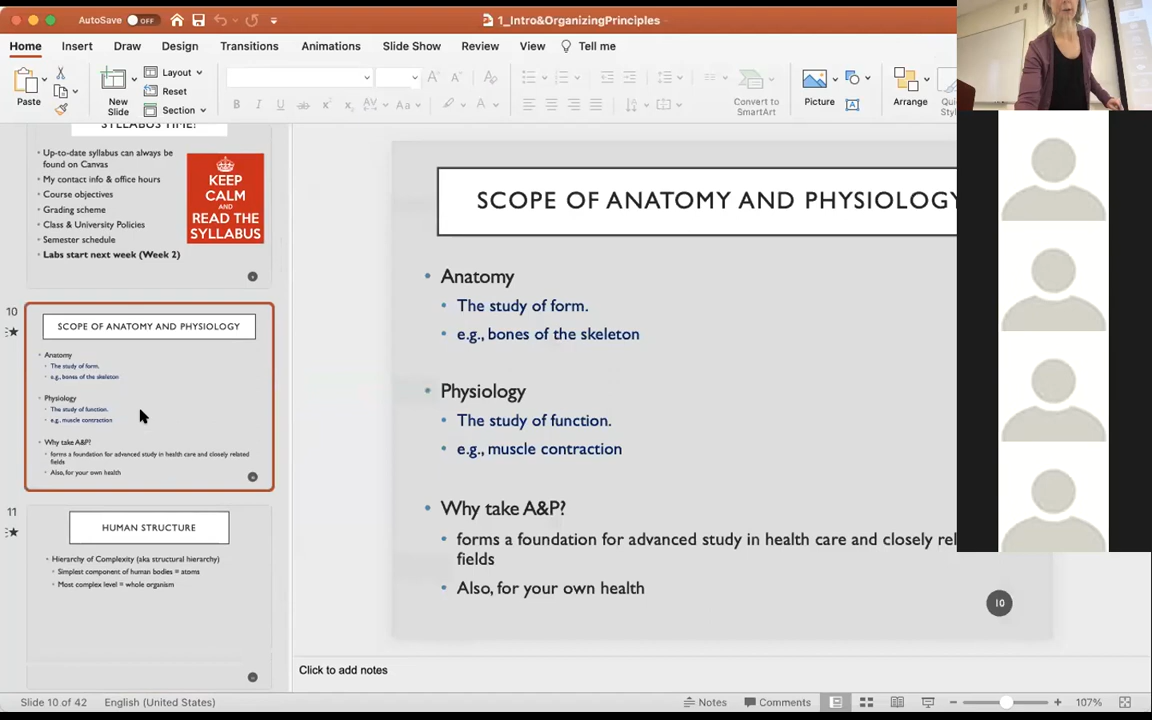 AutoSave OFF
1_Intro&OrganizingPrinciples
Home Insert Draw Design Transitions Animations Slide Show Review View Tell me
Paste
New Slide
Layout
Reset
Section
Convert to SmartArt
Picture
Arrange
SYLLABUS TIME!
Up-to-date syllabus can always be
found on Canvas
My contact info & office hours
Course objectives
Grading scheme
Class & University Policies
Semester schedule
Labs start next week (Week 2)
KEEP
CALM
AND
READ THE
SYLLABUS
10
SCOPE OF ANATOMY AND PHYSIOLOGY
Anatomy
The study of form.
e.g., bones of the skeleton
Physiology
The study of function.
e.g., muscle contraction
Why take A&P?
forms a foundation for advanced study in health care and closely related
fields
Also, for your own health
11
HUMAN STRUCTURE
Hierarchy of Complexity (aka structural hierarchy)
Simplest component of human bodies = atoms
Most complex level = whole organism
SCOPE OF ANATOMY AND PHYSIOLOGY
Anatomy
The study of form.
e.g., bones of the skeleton
Physiology
The study of function.
e.g., muscle contraction
Why take A&P?
forms a foundation for advanced study in health care and closely rel
fields
Also, for your own health
10
Click to add notes
Slide 10 of 42 English (United States) Notes Comments 107%